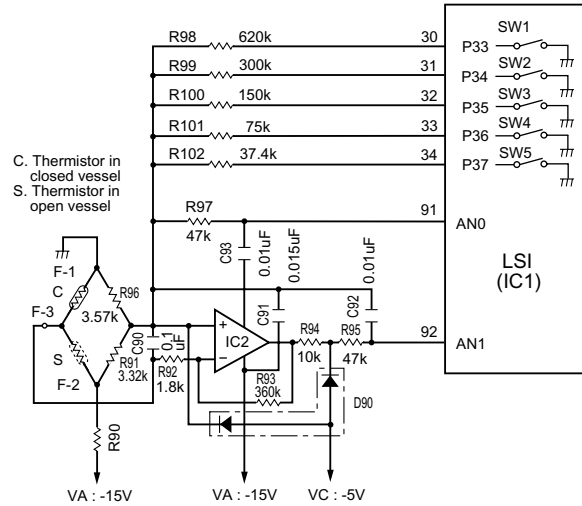 R98 620k 30 P33 SW1
R99 300k 31 P34 SW2
R100 150k 32 P35 SW3
R101 75k 33 P36 SW4
R102 37.4k 34 P37 SW5
C. Thermistor in
closed vessel
S. Thermistor in
open vessel
R97
47k
91
AN0
LSI
(IC1)
C93
0.01uF
0.015uF
0.01uF
F-1
C
F-3
R96
3.57k
C90
0.1
uF
C91
C92
+
IC2
−
R94
10k
R95
47k
92
AN1
S
F-2
R91
3.32k
R92
1.8k
R93
360k
D90
R90
VA : -15V
VA : -15V
VC : -5V